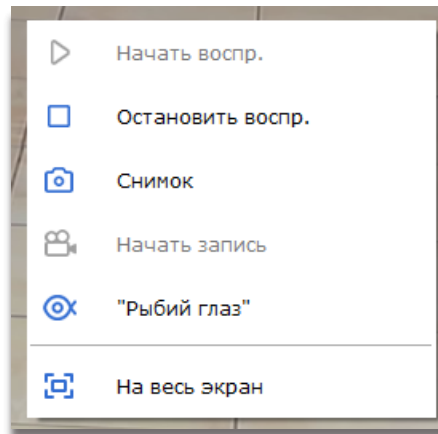 Начать воспр.
Остановить воспр.
Снимок
Начать запись
"Рыбий глаз"
На весь экран